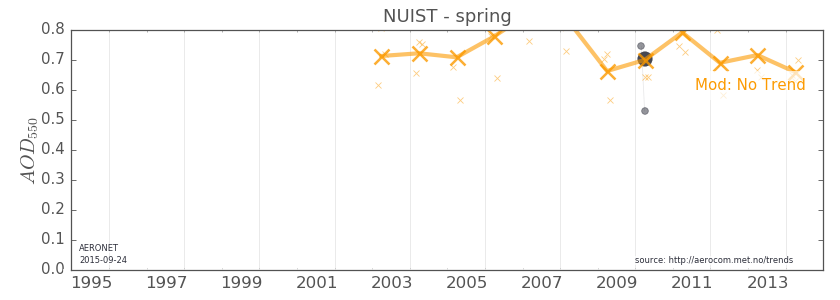 NUIST - spring
0.8
0.7
0.6
0.5
0.4
0.3
0.2
0.1
0.0
AOD550
Mod: No Trend
AERONET
2015-09-24
source: http://aerocom.met.no/trends
1995 1997 1999 2001 2003 2005 2007 2009 2011 2013